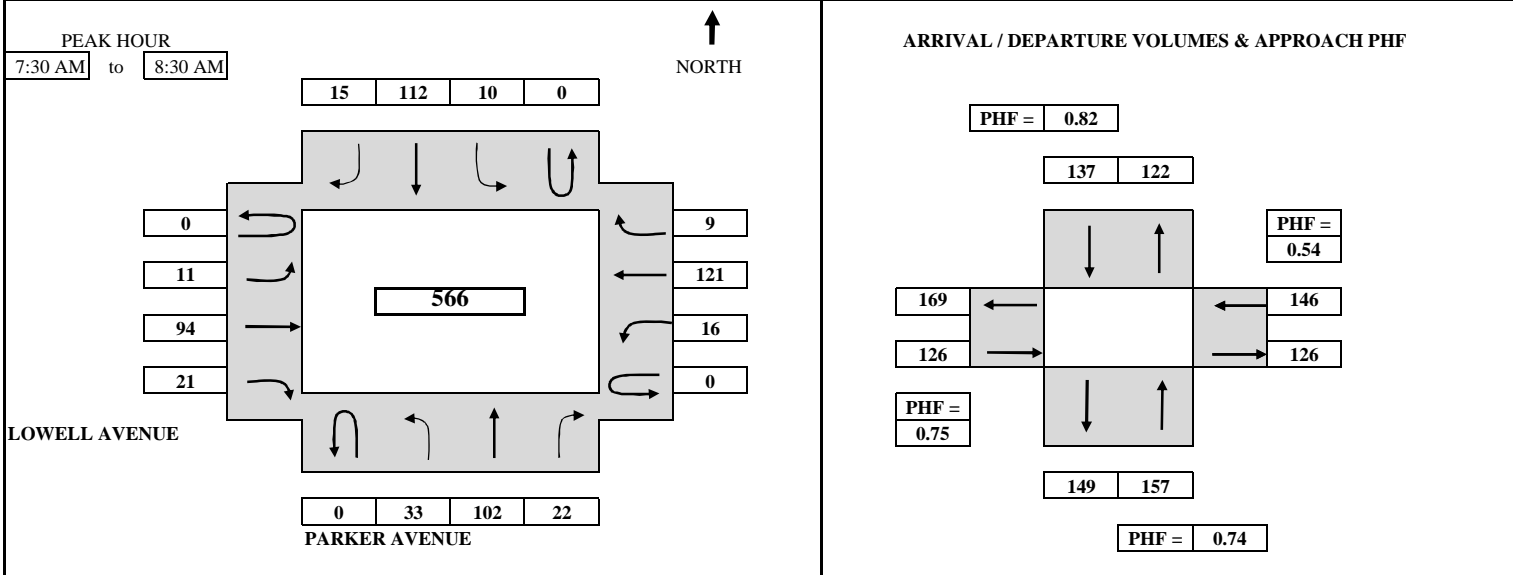 PEAK HOUR
7:30 AM to 8:30 AM
NORTH
15 112 10 0
0 9
11 121
566
94 16
21 0
LOWELL AVENUE
0 33 102 22
PARKER AVENUE
ARRIVAL / DEPARTURE VOLUMES & APPROACH PHF
PHF = 0.82
137 122
PHF =
0.54
169 146
126 126
PHF =
0.75
149 157
PHF = 0.74